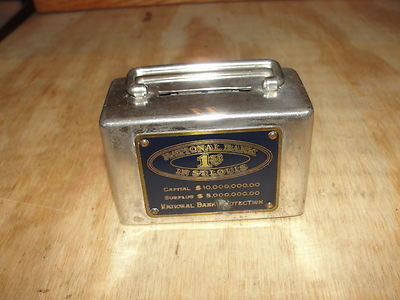 NATIONAL BANK
1ST
IN ST. LOUIS
CAPITAL $10,000,000.00
SURPLUS $5,000,000.00
NATIONAL BANK PROTECTION